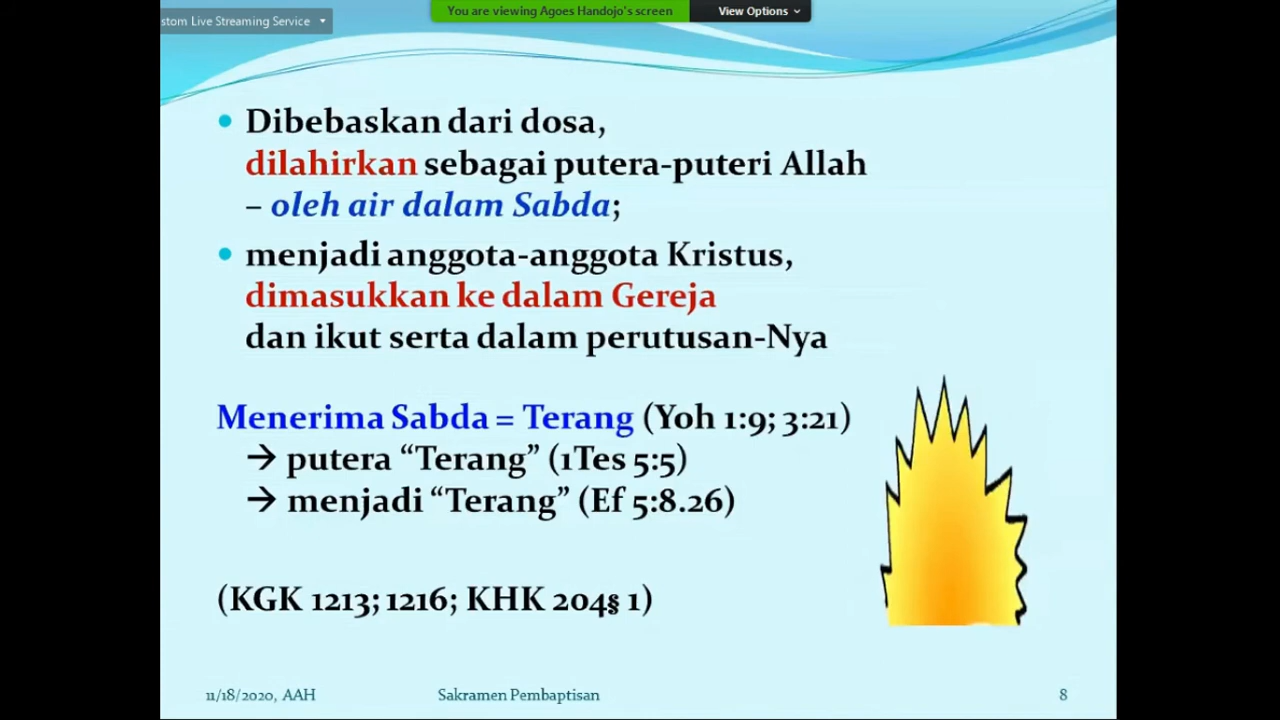 stom Live Streaming Service
You are viewing Agoes Handojo's screen
View Options
Dibebaskan dari dosa,
dilahirkan sebagai putera-puteri Allah
– oleh air dalam Sabda;
menjadi anggota-anggota Kristus,
dimasukkan ke dalam Gereja
dan ikut serta dalam perutusan-Nya
Menerima Sabda = Terang (Yoh 1:9; 3:21)
→ putera “Terang” (1Tes 5:5)
→ menjadi “Terang” (Ef 5:8.26)
(KGK 1213; 1216; KHK 204§ 1)
11/18/2020, AAH
Sakramen Pembaptisan
8